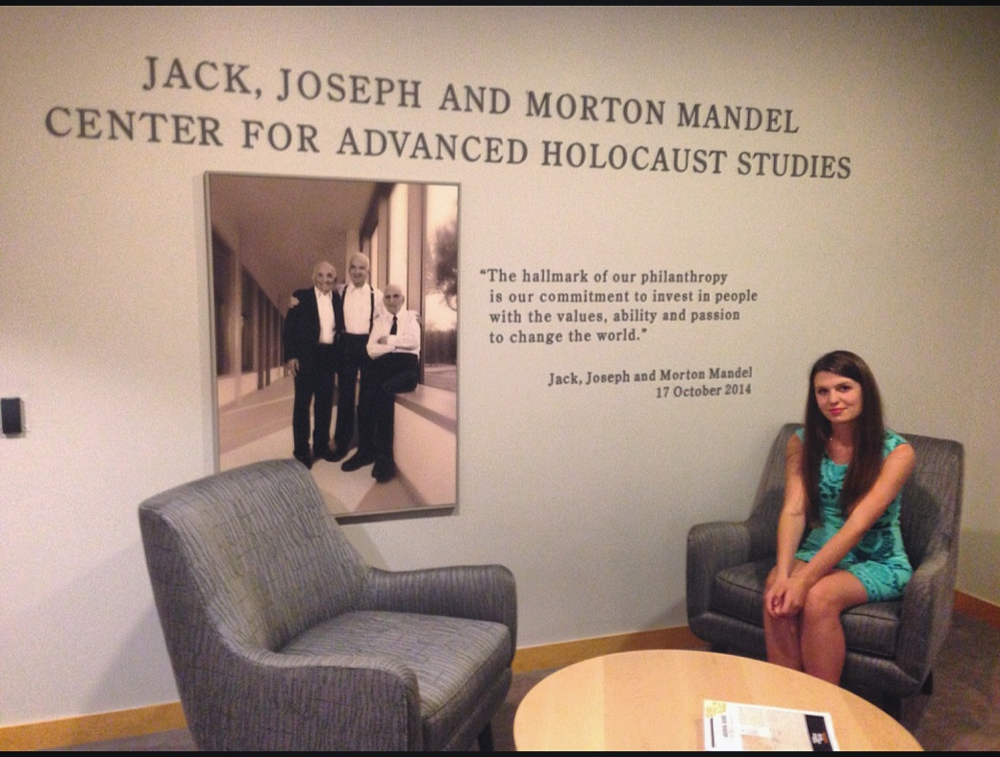 JACK, JOSEPH AND MORTON MANDEL
CENTER FOR ADVANCED HOLOCAUST STUDIES
“The hallmark of our philanthropy
is our commitment to invest in people
with the values, ability and passion
to change the world.”
Jack, Joseph and Morton Mandel
17 October 2014